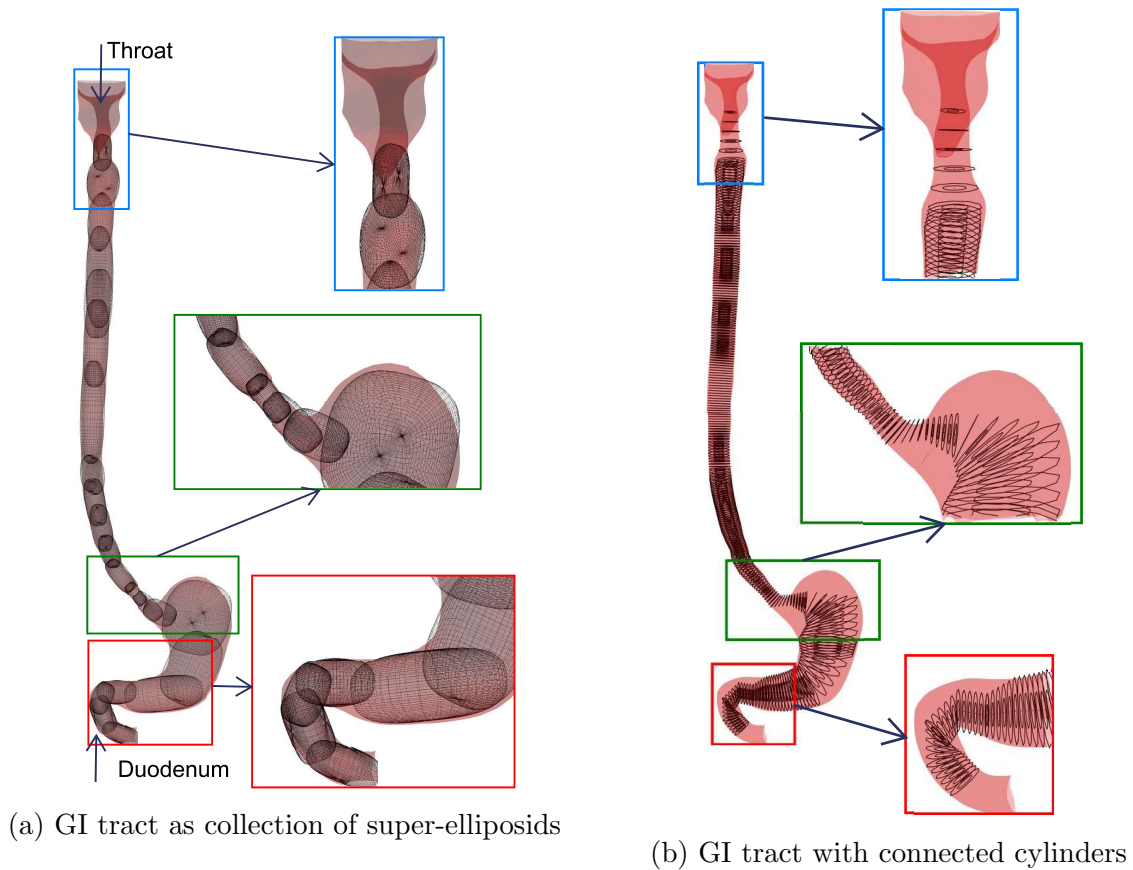 Throat
Duodenum
(a) GI tract as collection of super-elliposids
(b) GI tract with connected cylinders